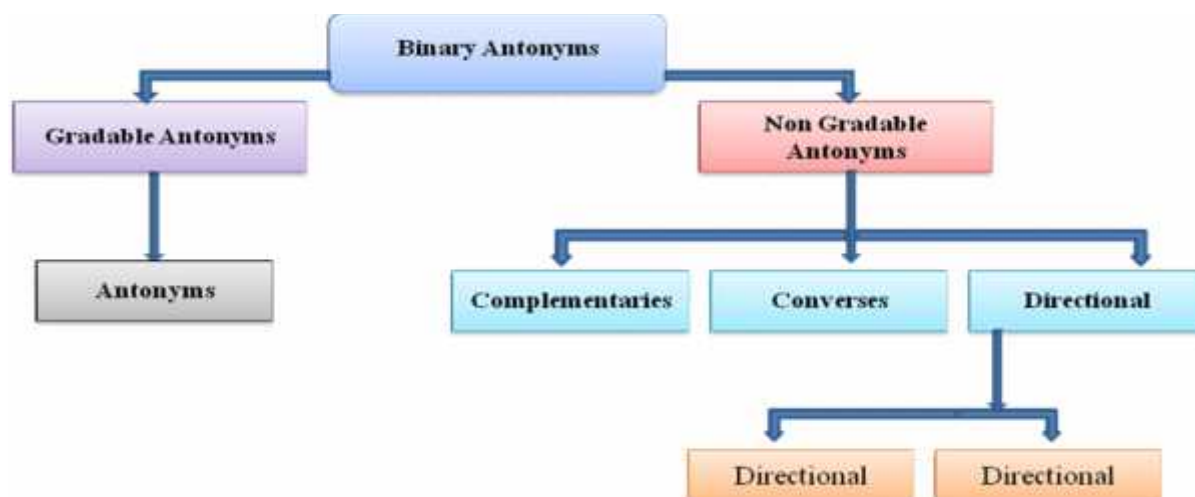 Binary Antonyms
Gradable Antonyms
Non Gradable
Antonyms
Antonyms
Complementaries
Converses
Directional
Directional
Directional